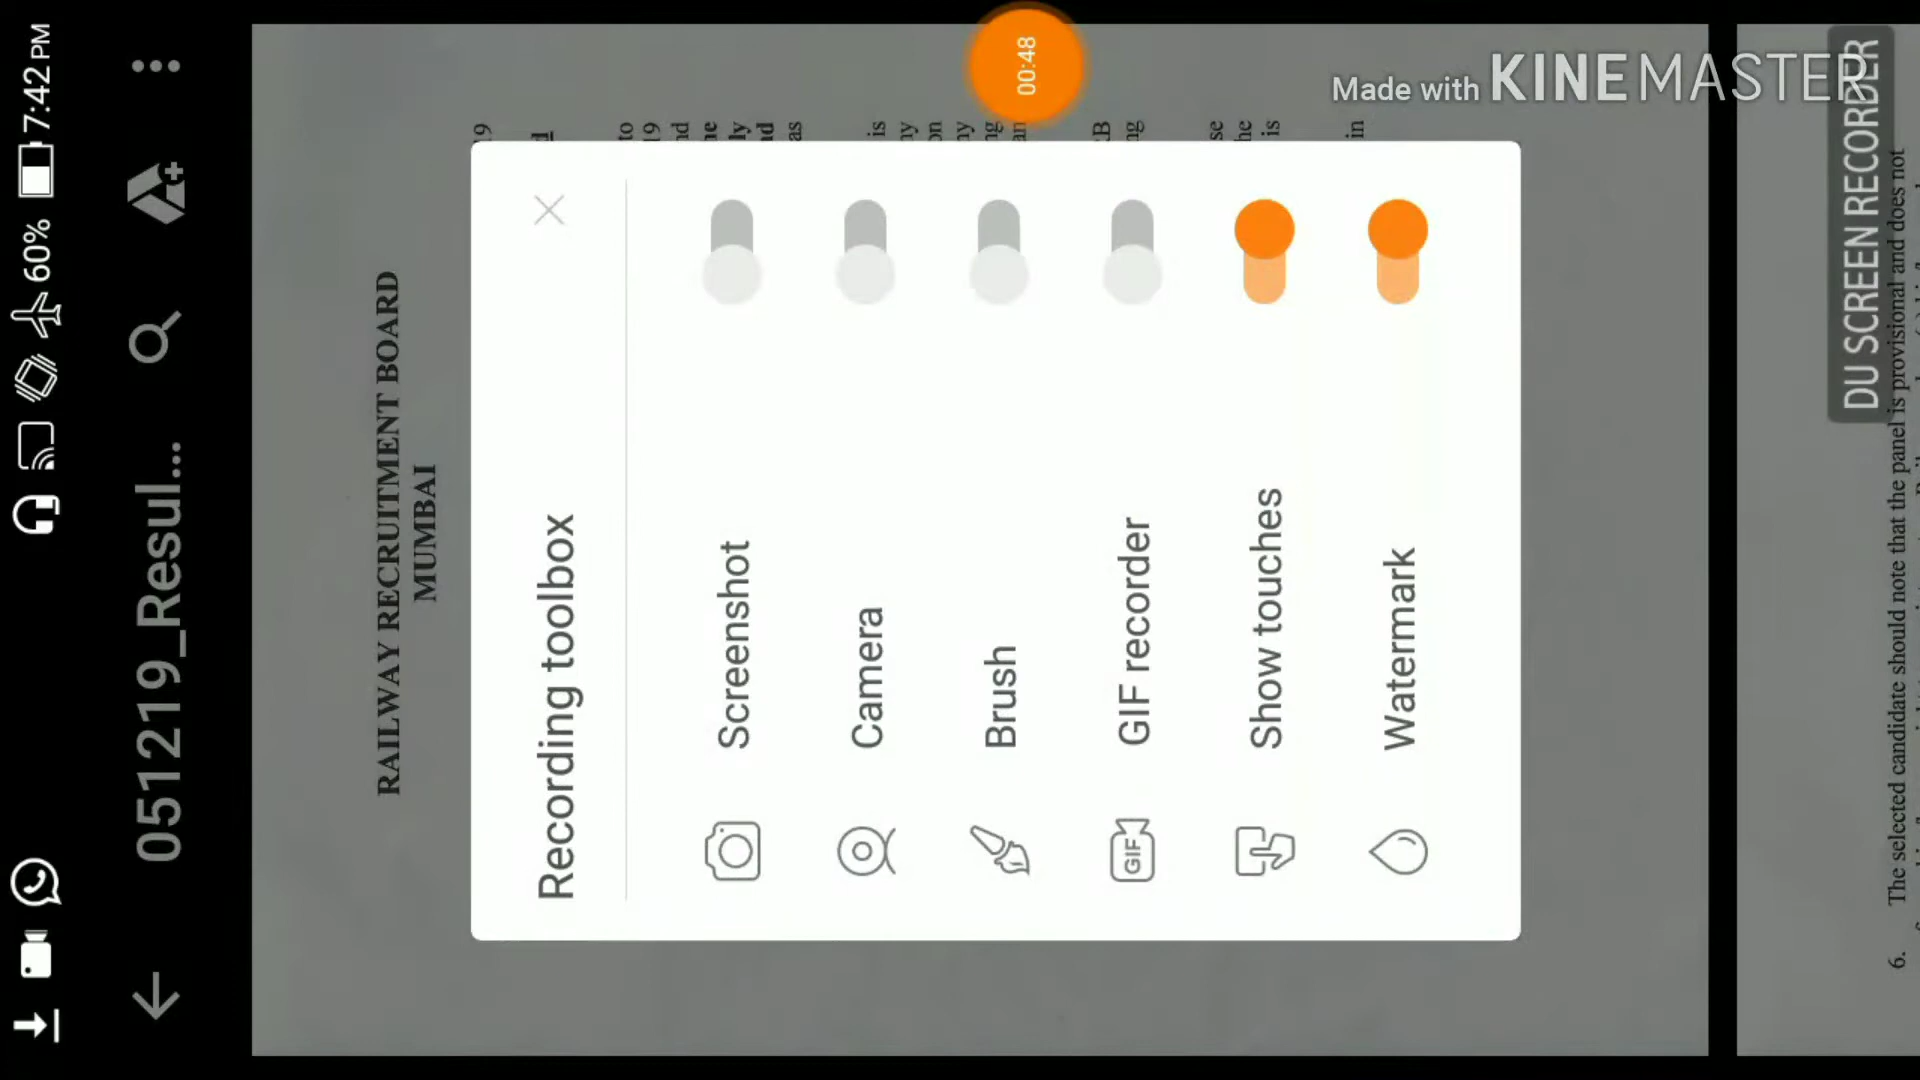 7:42 PM
60%
051219_Resul...
00:48
Made with KINEMASTER
DU SCREEN RECORDER
RAILWAY RECRUITMENT BOARD
MUMBAI
Recording toolbox
Screenshot
Camera
Brush
GIF recorder
GIF
Show touches
Watermark
6. The selected candidate should note that the panel is provisional and does not